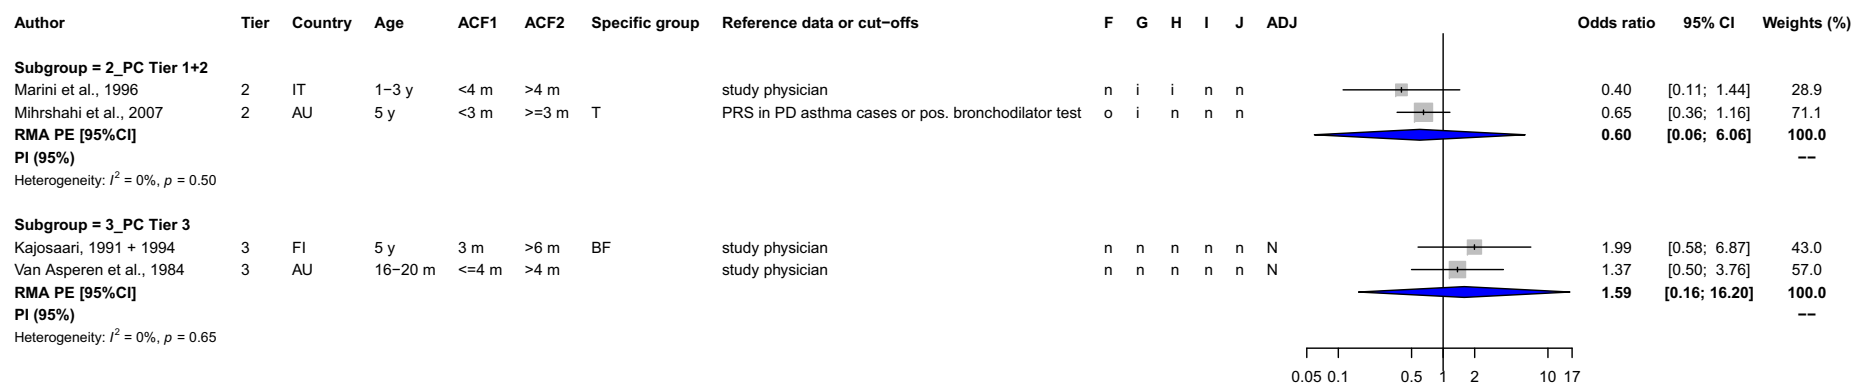 Author Tier Country Age ACF1 ACF2 Specific group Reference data or cut−offs F G H I J ADJ Odds ratio 95% CI Weights (%)
Subgroup = 2_PC Tier 1+2
Marini et al., 1996 2 IT 1−3 y <4 m >4 m study physician n i i n n 0.40 [0.11; 1.44] 28.9
Mihrshahi et al., 2007 2 AU 5 y <3 m >=3 m T PRS in PD asthma cases or pos. bronchodilator test o i n n n 0.65 [0.36; 1.16] 71.1
RMA PE [95%CI] 0.60 [0.06; 6.06] 100.0
PI (95%) −−
Heterogeneity: I² = 0%, p = 0.50
Subgroup = 3_PC Tier 3
Kajosaari, 1991 + 1994 3 FI 5 y 3 m >6 m BF study physician n n n n n N 1.99 [0.58; 6.87] 43.0
Van Asperen et al., 1984 3 AU 16−20 m <=4 m >4 m study physician n n n n n N 1.37 [0.50; 3.76] 57.0
RMA PE [95%CI] 1.59 [0.16; 16.20] 100.0
PI (95%) −−
Heterogeneity: I² = 0%, p = 0.65
0.05 0.1 0.5 1 2 10 17